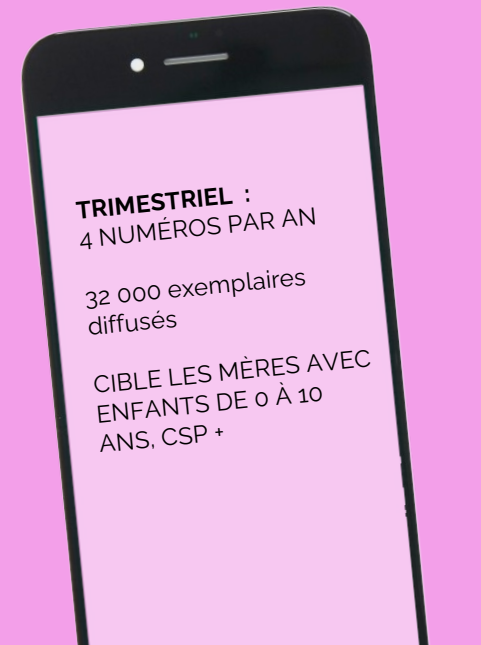 TRIMESTRIEL :
4 NUMÉROS PAR AN
32 000 exemplaires
diffusés
CIBLE LES MÈRES AVEC
ENFANTS DE 0 À 10
ANS, CSP +